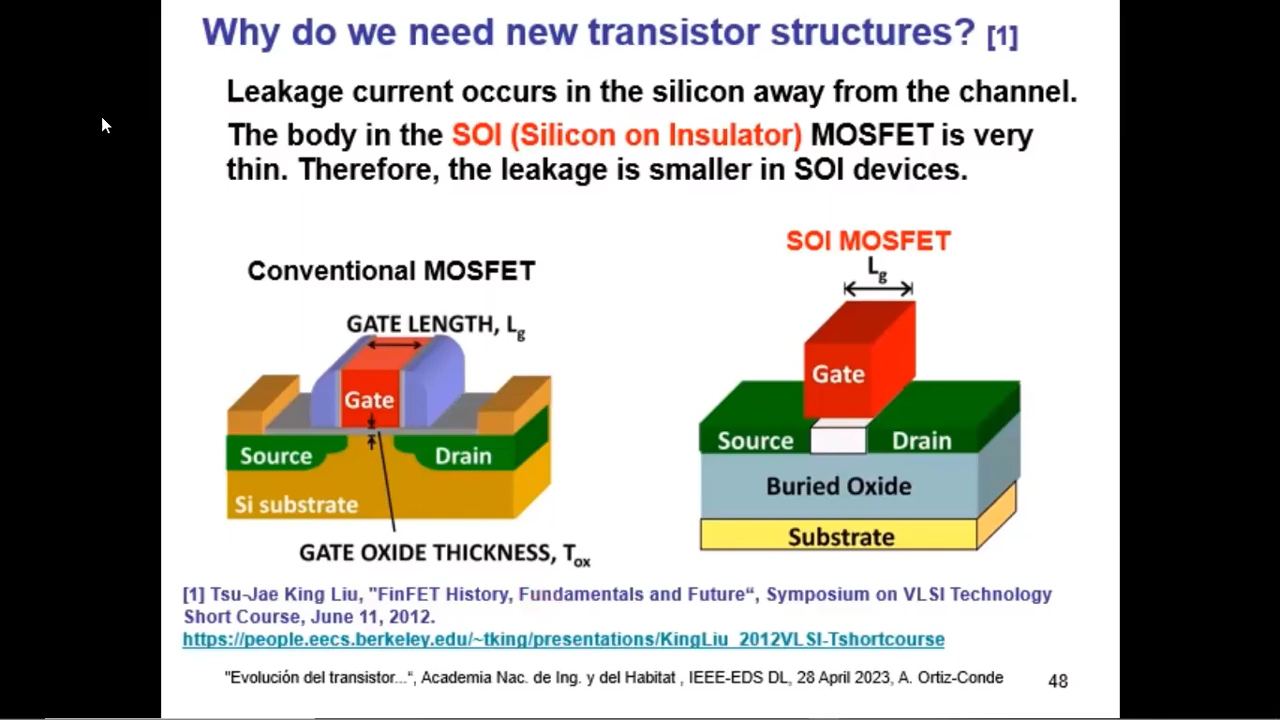 Why do we need new transistor structures? [1]
Leakage current occurs in the silicon away from the channel.
The body in the SOI (Silicon on Insulator) MOSFET is very
thin. Therefore, the leakage is smaller in SOI devices.
Conventional MOSFET
GATE LENGTH, Lg
Gate
Source
Drain
Si substrate
GATE OXIDE THICKNESS, Tox
SOI MOSFET
Lg
Gate
Source
Drain
Buried Oxide
Substrate
[1] Tsu-Jae King Liu, "FinFET History, Fundamentals and Future“, Symposium on VLSI Technology
Short Course, June 11, 2012.
https://people.eecs.berkeley.edu/~tking/presentations/KingLiu_2012VLSI-Tshortcourse
"Evolución del transistor...“, Academia Nac. de Ing. y del Habitat , IEEE-EDS DL, 28 April 2023, A. Ortiz-Conde
48